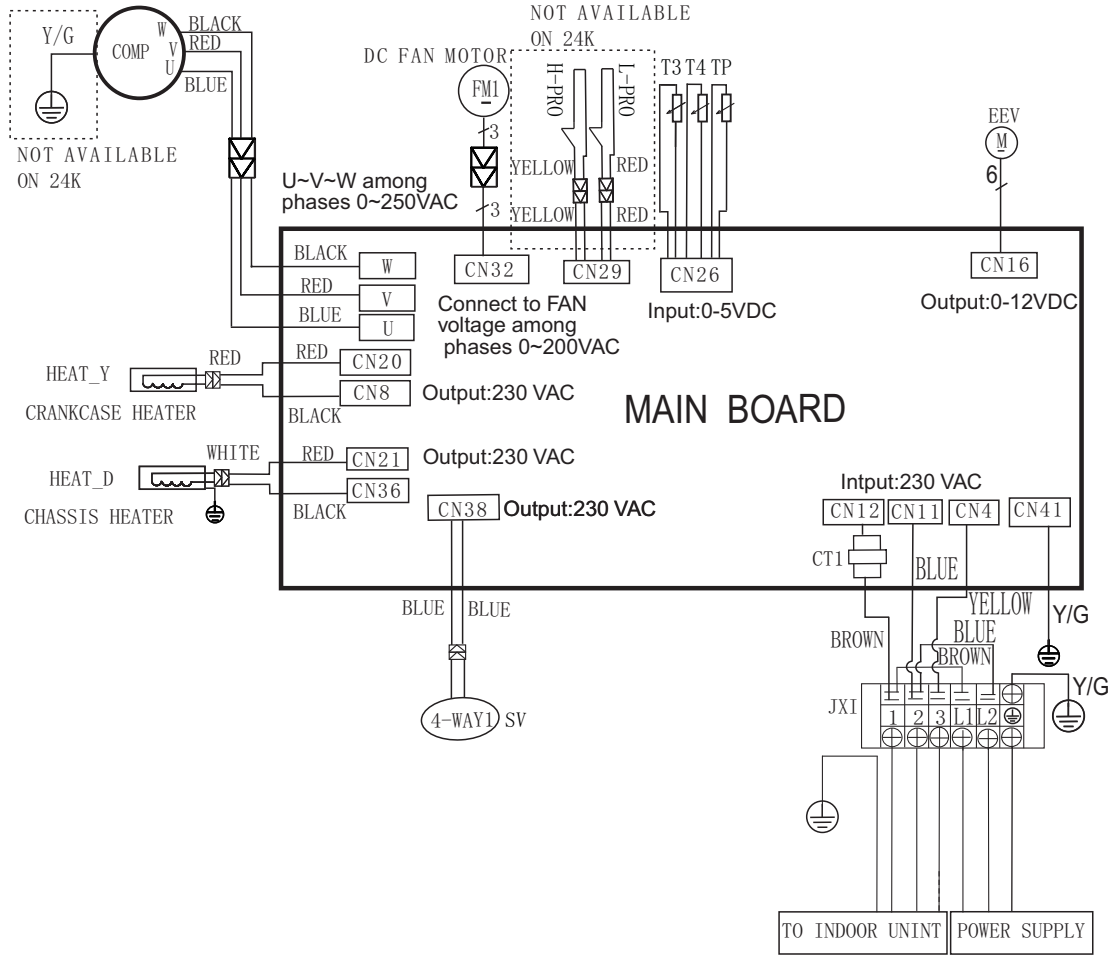 NOT AVAILABLE
ON 24K
Y/G
COMP
W
V
U
BLACK
RED
BLUE
NOT AVAILABLE
ON 24K
DC FAN MOTOR
FM1
3
3
H-PRO
L-PRO
YELLOW
RED
YELLOW
RED
T3 T4 TP
EEV
M
6
U~V~W among
phases 0~250VAC
BLACK
W
RED
V
BLUE
U
CN32
CN29
CN26
CN16
Connect to FAN
voltage among
phases 0~200VAC
Input:0-5VDC
Output:0-12VDC
HEAT_Y
RED
RED
CN20
CN8
Output:230 VAC
CRANKCASE HEATER
BLACK
MAIN BOARD
HEAT_D
WHITE
RED
CN21
Output:230 VAC
CN36
CHASSIS HEATER
BLACK
CN38
Output:230 VAC
Intput:230 VAC
CN12
CN11
CN4
CN41
CT1
BLUE
BLUE
BLUE
YELLOW
Y/G
BROWN
BLUE
BROWN
Y/G
4-WAY1 SV
JX1
1 2 3 L1 L2
TO INDOOR UNINT
POWER SUPPLY